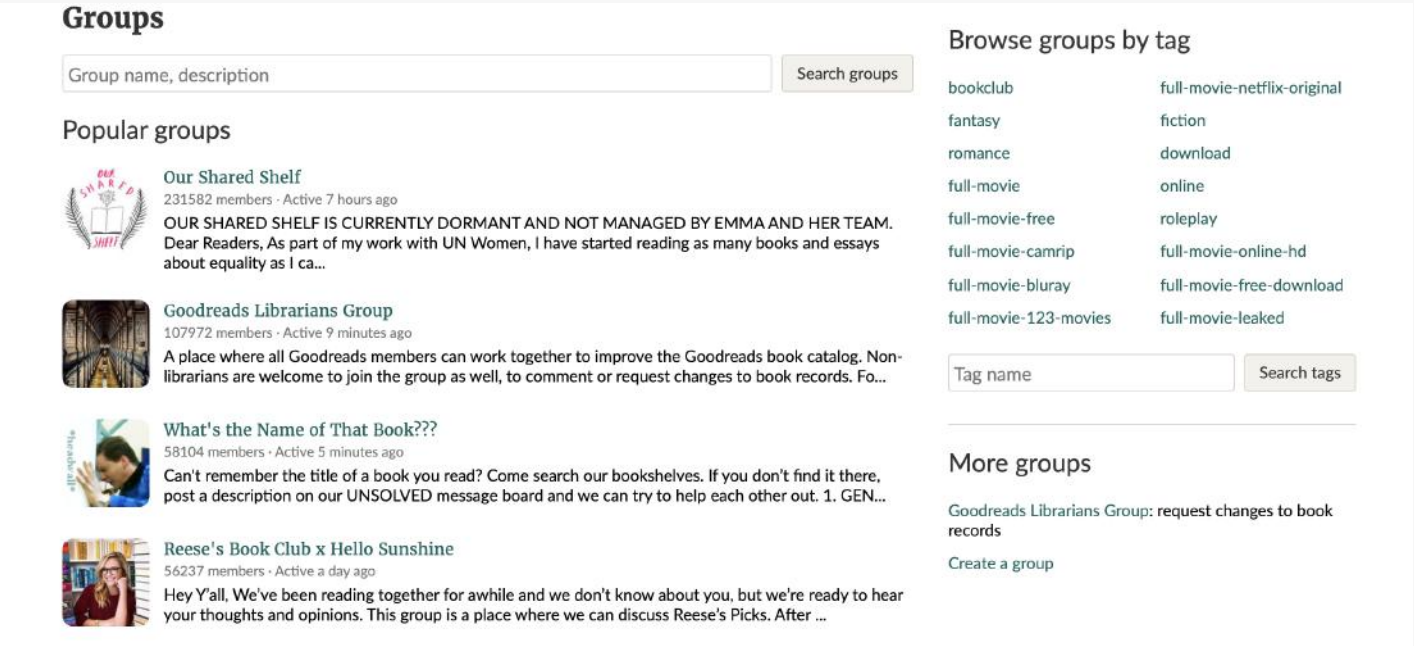 Groups
Group name, description
Search groups
Popular groups
OUR
SHARED
SHELF
Our Shared Shelf
231582 members · Active 7 hours ago
OUR SHARED SHELF IS CURRENTLY DORMANT AND NOT MANAGED BY EMMA AND HER TEAM.
Dear Readers, As part of my work with UN Women, I have started reading as many books and essays
about equality as I ca...
Goodreads Librarians Group
107972 members · Active 9 minutes ago
A place where all Goodreads members can work together to improve the Goodreads book catalog. Non-
librarians are welcome to join the group as well, to comment or request changes to book records. Fo...
What's the Name of That Book???
58104 members · Active 5 minutes ago
Can't remember the title of a book you read? Come search our bookshelves. If you don't find it there,
post a description on our UNSOLVED message board and we can try to help each other out. 1. GEN...
Reese's Book Club x Hello Sunshine
56237 members · Active a day ago
Hey Y'all, We've been reading together for awhile and we don't know about you, but we're ready to hear
your thoughts and opinions. This group is a place where we can discuss Reese's Picks. After ...
Browse groups by tag
bookclub
full-movie-netflix-original
fantasy
fiction
romance
download
full-movie
online
full-movie-free
roleplay
full-movie-camrip
full-movie-online-hd
full-movie-bluray
full-movie-free-download
full-movie-123-movies
full-movie-leaked
Tag name
Search tags
More groups
Goodreads Librarians Group: request changes to book
records
Create a group